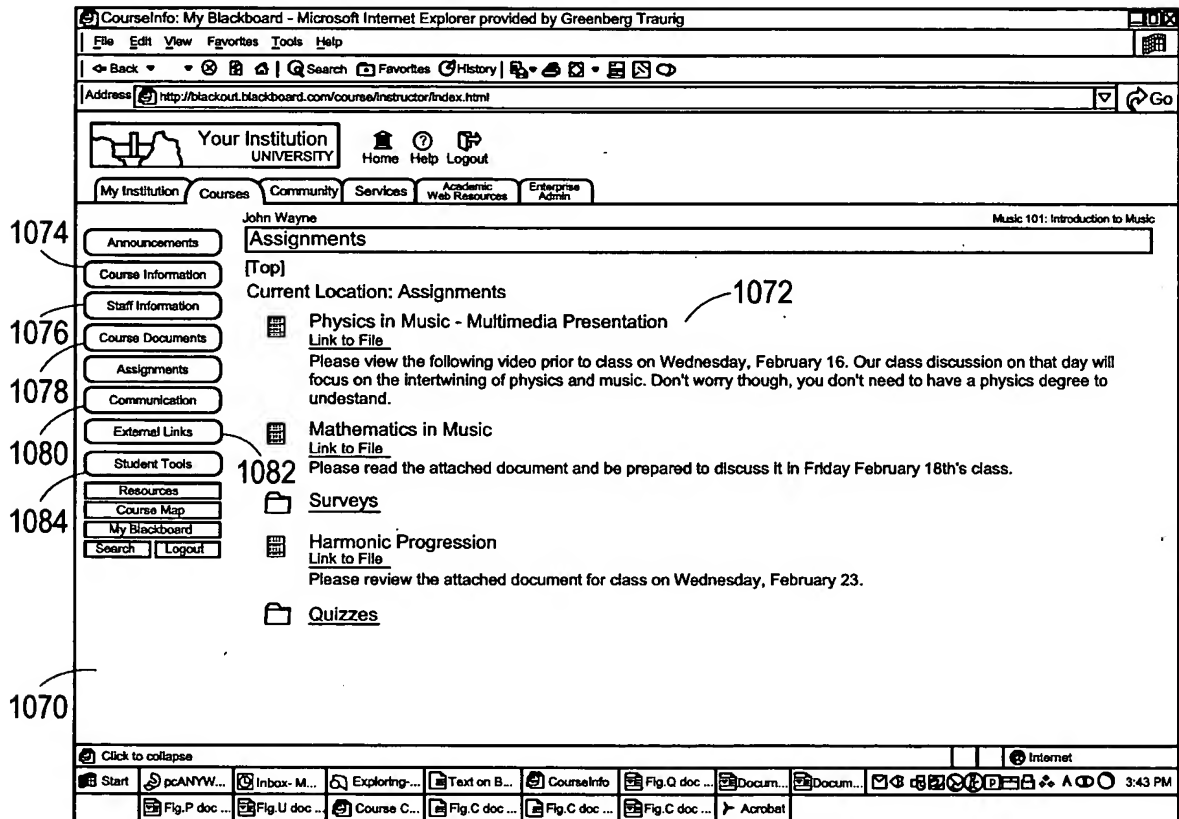 CourseInfo: My Blackboard - Microsoft Internet Explorer provided by Greenberg Traurig
File Edit View Favorites Tools Help
Back Search Favorites History
Address http://blackout.blackboard.com/course/instructor/index.html Go
Your Institution
UNIVERSITY
Home Help Logout
My Institution Courses Community Services Academic Web Resources Enterprise Admin
John Wayne Music 101: Introduction to Music
1074
Announcements
Assignments
Course Information
[Top]
Staff Information
Current Location: Assignments
1072
1076
Physics in Music - Multimedia Presentation
Link to File
Course Documents
Please view the following video prior to class on Wednesday, February 16. Our class discussion on that day will
focus on the intertwining of physics and music. Don't worry though, you don't need to have a physics degree to
undestand.
Assignments
1078
Communication
External Links
Mathematics in Music
Link to File
1080
1082
Please read the attached document and be prepared to discuss it in Friday February 18th's class.
Student Tools
Resources
Surveys
1084
Course Map
My Blackboard
Search Logout
Harmonic Progression
Link to File
Please review the attached document for class on Wednesday, February 23.
Quizzes
1070
Click to collapse Internet
Start pcANYW... Inbox- M... Exploring-... Text on B... CourseInfo Fig.Q doc ... Docum... Docum... 3:43 PM
Fig.P doc ... Fig.U doc ... Course C... Fig.C doc ... Fig.C doc ... Fig.C doc ... Acrobat